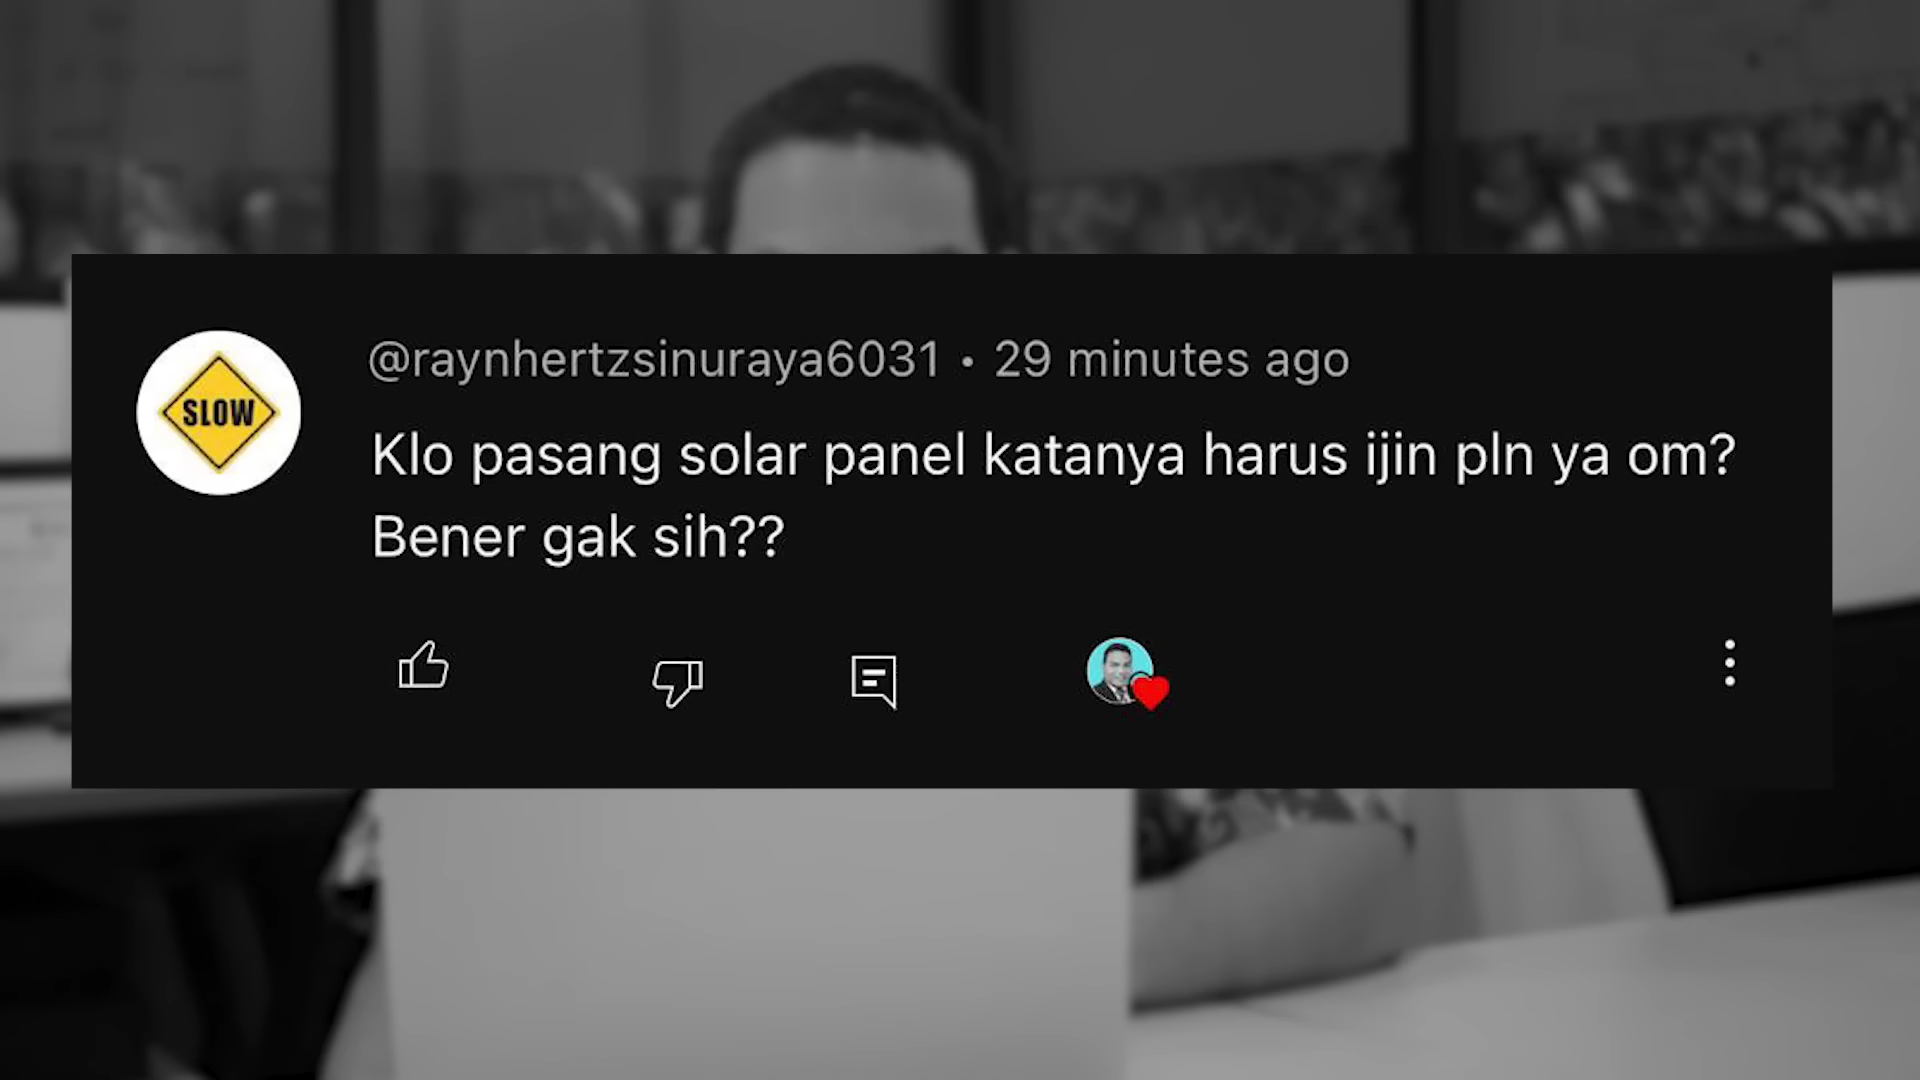 SLOW
@raynhertzsinuraya6031 • 29 minutes ago
Klo pasang solar panel katanya harus ijin pln ya om?
Bener gak sih??